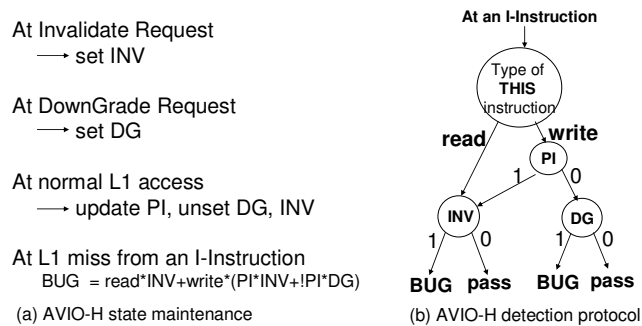 At Invalidate Request
→ set INV
At DownGrade Request
→ set DG
At normal L1 access
→ update PI, unset DG, INV
At L1 miss from an I-Instruction
BUG = read*INV+write*(PI*INV+!PI*DG)
(a) AVIO-H state maintenance
At an I-Instruction
Type of
THIS
instruction
read
write
PI
1
0
INV
DG
1
0
1
0
BUG
pass
BUG
pass
(b) AVIO-H detection protocol